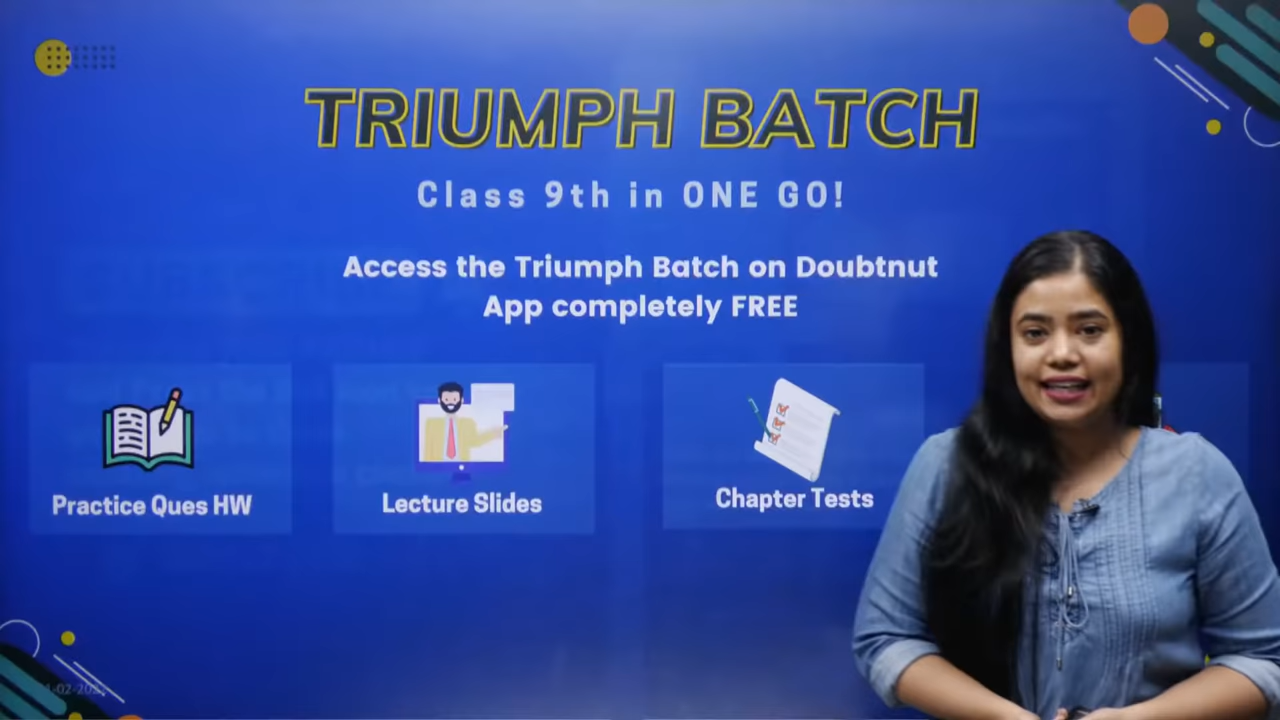 TRIUMPH BATCH
Class 9th in ONE GO!
Access the Triumph Batch on Doubtnut
App completely FREE
Practice Ques HW
Lecture Slides
Chapter Tests